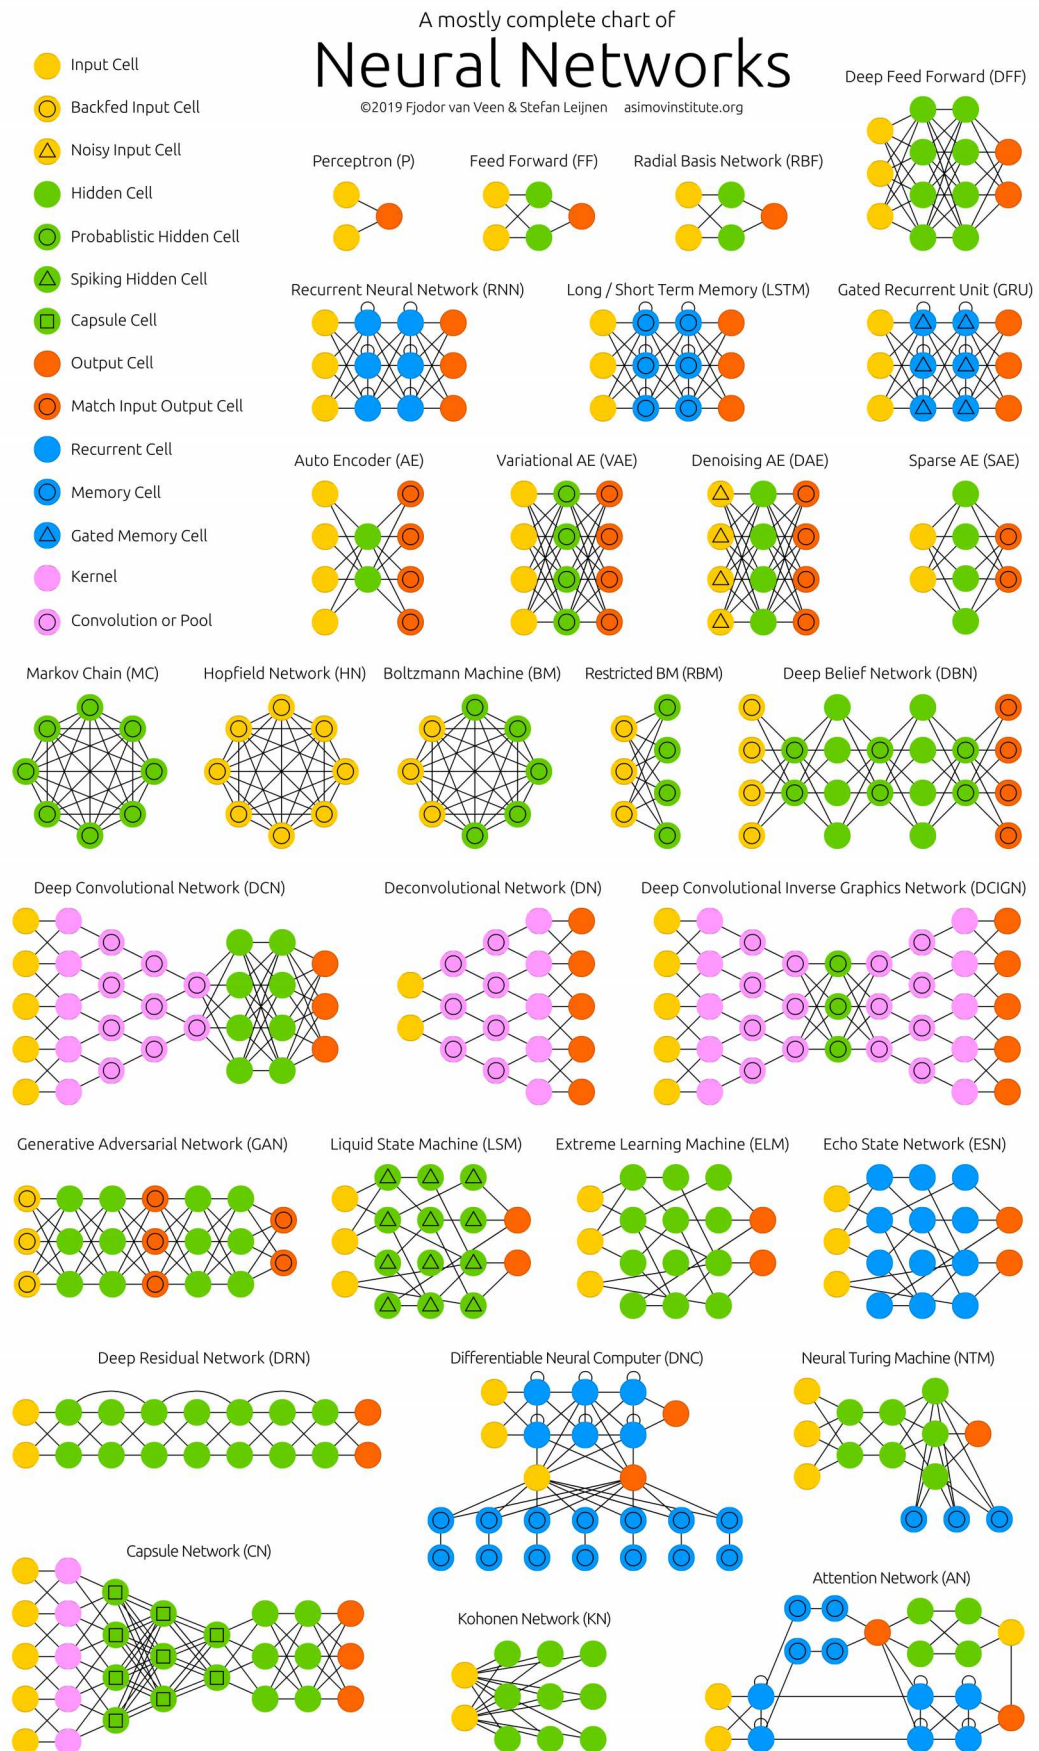 A mostly complete chart of
Neural Networks
©2019 Fjodor van Veen & Stefan Leijnen asimovinstitute.org
Input Cell
Backfed Input Cell
Noisy Input Cell
Hidden Cell
Probablistic Hidden Cell
Spiking Hidden Cell
Capsule Cell
Output Cell
Match Input Output Cell
Recurrent Cell
Memory Cell
Gated Memory Cell
Kernel
Convolution or Pool
Deep Feed Forward (DFF)
Perceptron (P)
Feed Forward (FF)
Radial Basis Network (RBF)
Recurrent Neural Network (RNN)
Long / Short Term Memory (LSTM)
Gated Recurrent Unit (GRU)
Auto Encoder (AE)
Variational AE (VAE)
Denoising AE (DAE)
Sparse AE (SAE)
Markov Chain (MC)
Hopfield Network (HN)
Boltzmann Machine (BM)
Restricted BM (RBM)
Deep Belief Network (DBN)
Deep Convolutional Network (DCN)
Deconvolutional Network (DN)
Deep Convolutional Inverse Graphics Network (DCIGN)
Generative Adversarial Network (GAN)
Liquid State Machine (LSM)
Extreme Learning Machine (ELM)
Echo State Network (ESN)
Deep Residual Network (DRN)
Differentiable Neural Computer (DNC)
Neural Turing Machine (NTM)
Capsule Network (CN)
Kohonen Network (KN)
Attention Network (AN)